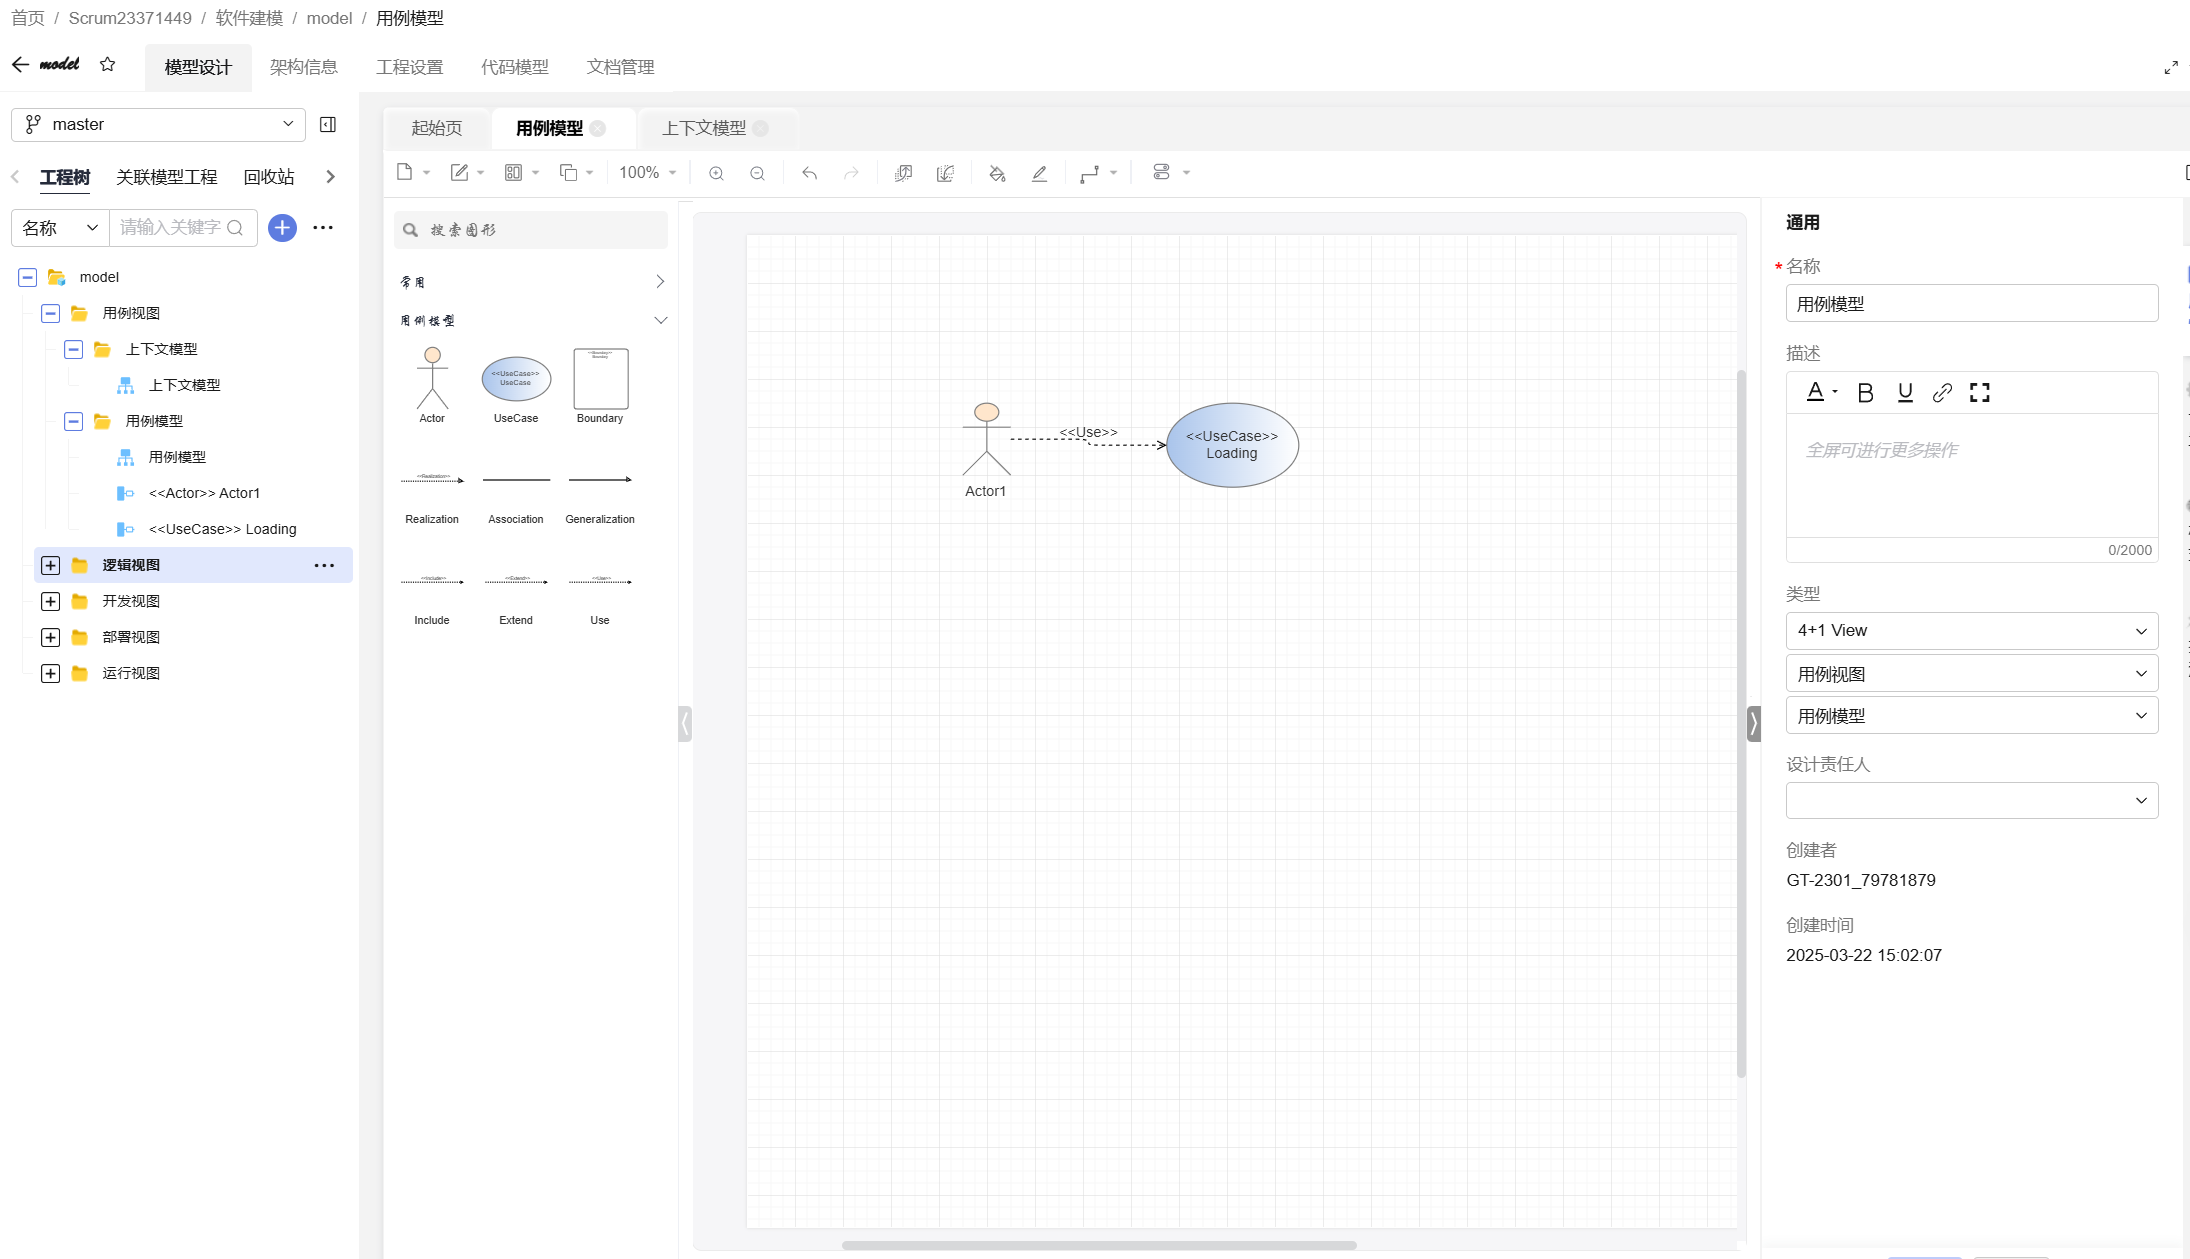 首页 / Scrum23371449 / 软件建模 / model / 用例模型
model 模型设计 架构信息 工程设置 代码模型 文档管理
master
工程树 关联模型工程 回收站
名称 请输入关键字
model
用例视图
上下文模型
上下文模型
用例模型
用例模型
<<Actor>> Actor1
<<UseCase>> Loading
逻辑视图
开发视图
部署视图
运行视图
起始页 用例模型 上下文模型
100%
搜索图形
常用
用例模型
<<UseCase>>
UseCase
<<Boundary>>
Boundary
Actor UseCase Boundary
<<Realization>>
Realization Association Generalization
<<Include>> <<Extend>> <<Use>>
Include Extend Use
<<Use>>
<<UseCase>>
Loading
Actor1
通用
* 名称
用例模型
描述
A B U
全屏可进行更多操作
0/2000
类型
4+1 View
用例视图
用例模型
设计责任人
创建者
GT-2301_79781879
创建时间
2025-03-22 15:02:07